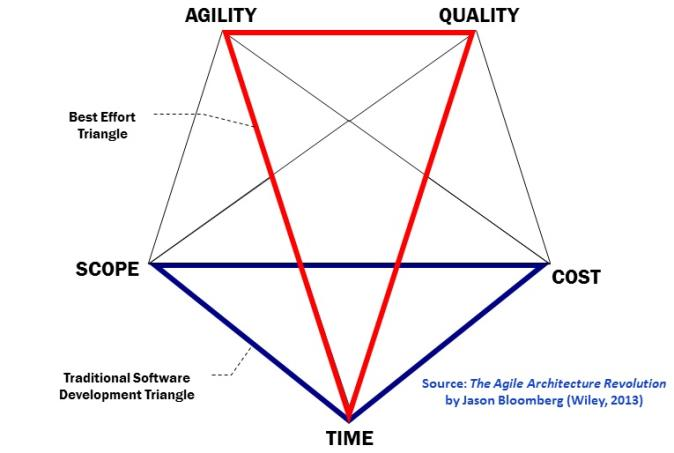 AGILITY
QUALITY
Best Effort
Triangle
SCOPE
COST
Traditional Software
Development Triangle
Source: The Agile Architecture Revolution
by Jason Bloomberg (Wiley, 2013)
TIME